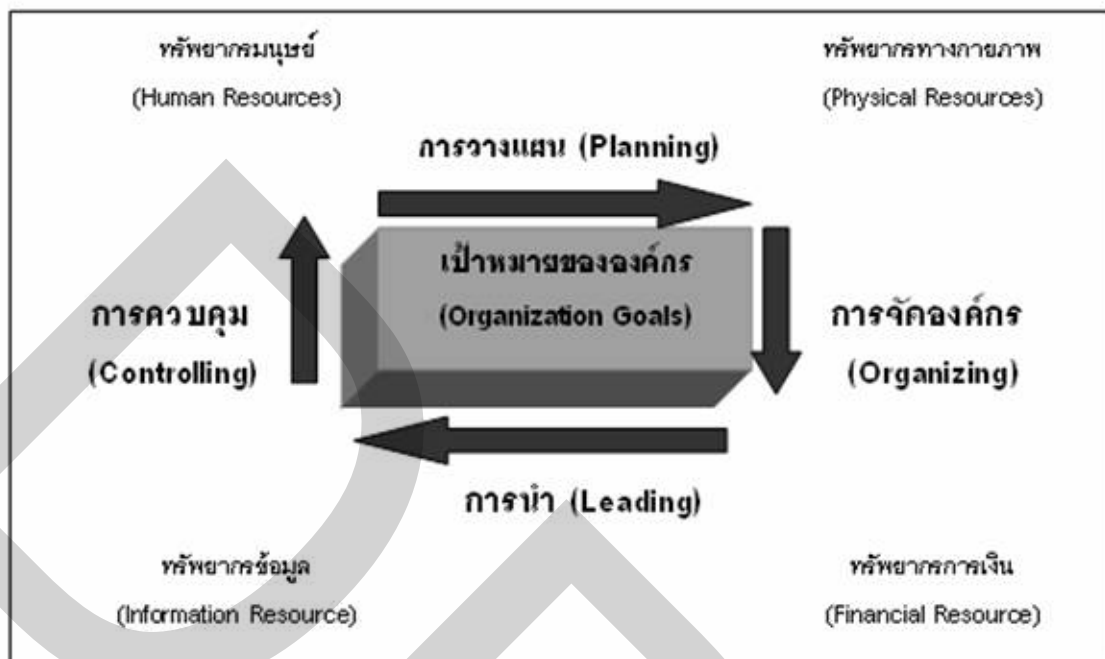 ทรัพยากรมนุษย์
(Human Resources)
ทรัพยากรทางกายภาพ
(Physical Resources)
การวางแผน (Planning)
เป้าหมายขององค์กร
(Organization Goals)
การควบคุม
(Controlling)
การจัดองค์กร
(Organizing)
การนำ (Leading)
ทรัพยากรข้อมูล
(Information Resource)
ทรัพยากรการเงิน
(Financial Resource)